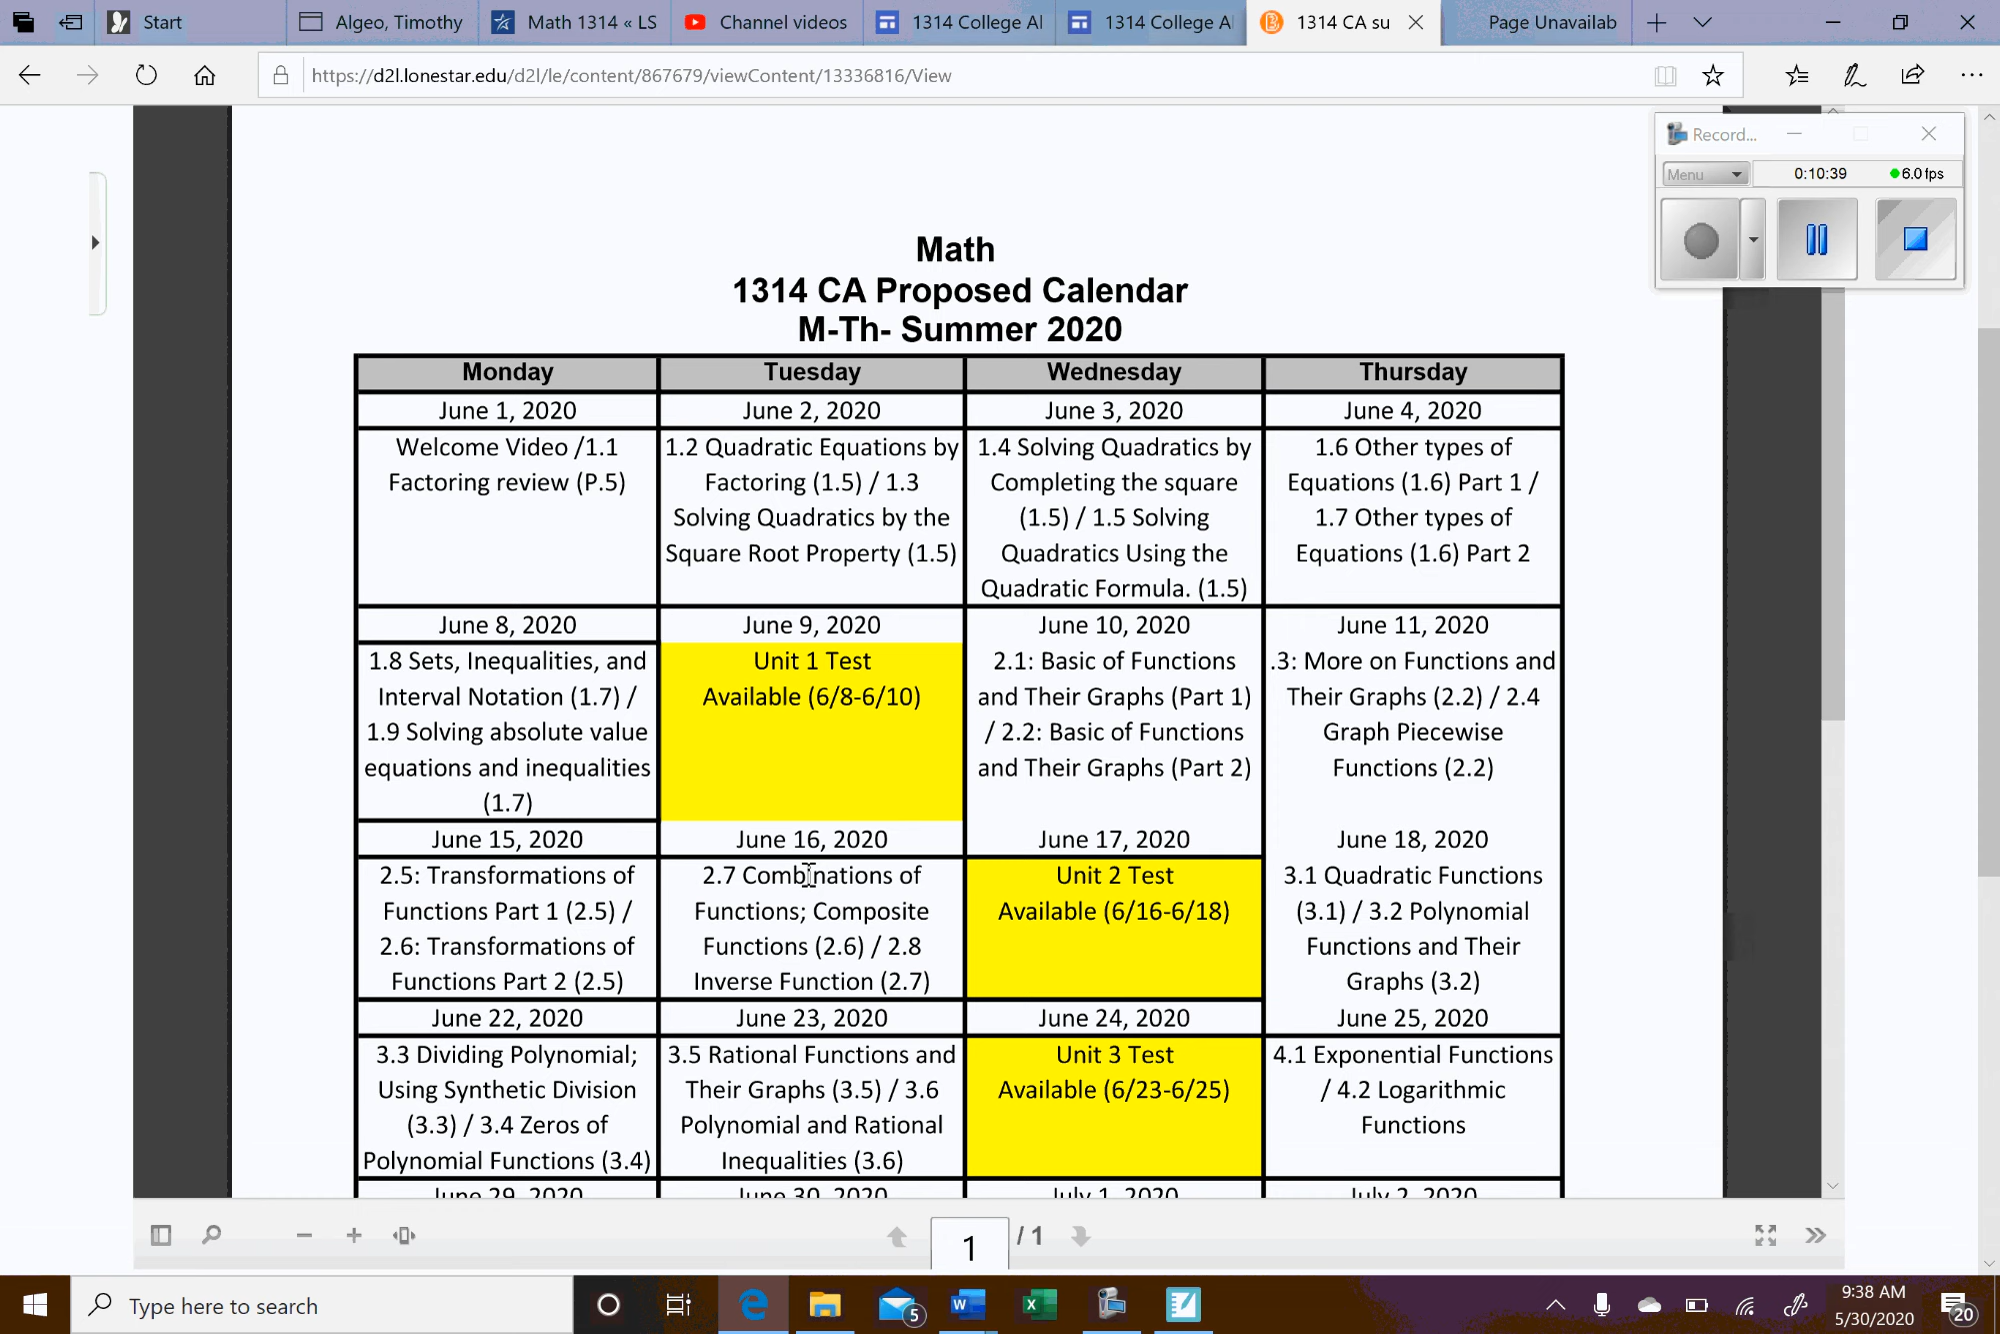 Start
Algeo, Timothy
Math 1314 « LS
Channel videos
1314 College Al
1314 College Al
1314 CA su
Page Unavailab
https://d2l.lonestar.edu/d2l/le/content/867679/viewContent/13336816/View
Record...
Menu
0:10:39
6.0 fps
Math
1314 CA Proposed Calendar
M-Th- Summer 2020
Monday
Tuesday
Wednesday
Thursday
June 1, 2020
June 2, 2020
June 3, 2020
June 4, 2020
Welcome Video /1.1
Factoring review (P.5)
1.2 Quadratic Equations by
Factoring (1.5) / 1.3
Solving Quadratics by the
Square Root Property (1.5)
1.4 Solving Quadratics by
Completing the square
(1.5) / 1.5 Solving
Quadratics Using the
Quadratic Formula. (1.5)
1.6 Other types of
Equations (1.6) Part 1 /
1.7 Other types of
Equations (1.6) Part 2
June 8, 2020
June 9, 2020
June 10, 2020
June 11, 2020
1.8 Sets, Inequalities, and
Interval Notation (1.7) /
1.9 Solving absolute value
equations and inequalities
(1.7)
Unit 1 Test
Available (6/8-6/10)
2.1: Basic of Functions
and Their Graphs (Part 1)
/ 2.2: Basic of Functions
and Their Graphs (Part 2)
.3: More on Functions and
Their Graphs (2.2) / 2.4
Graph Piecewise
Functions (2.2)
June 15, 2020
June 16, 2020
June 17, 2020
June 18, 2020
2.5: Transformations of
Functions Part 1 (2.5) /
2.6: Transformations of
Functions Part 2 (2.5)
2.7 Combinations of
Functions; Composite
Functions (2.6) / 2.8
Inverse Function (2.7)
Unit 2 Test
Available (6/16-6/18)
3.1 Quadratic Functions
(3.1) / 3.2 Polynomial
Functions and Their
Graphs (3.2)
June 22, 2020
June 23, 2020
June 24, 2020
June 25, 2020
3.3 Dividing Polynomial;
Using Synthetic Division
(3.3) / 3.4 Zeros of
Polynomial Functions (3.4)
3.5 Rational Functions and
Their Graphs (3.5) / 3.6
Polynomial and Rational
Inequalities (3.6)
Unit 3 Test
Available (6/23-6/25)
4.1 Exponential Functions
/ 4.2 Logarithmic
Functions
June 29, 2020
June 30, 2020
July 1, 2020
July 2, 2020
1 / 1
Type here to search
5
9:38 AM
5/30/2020
20